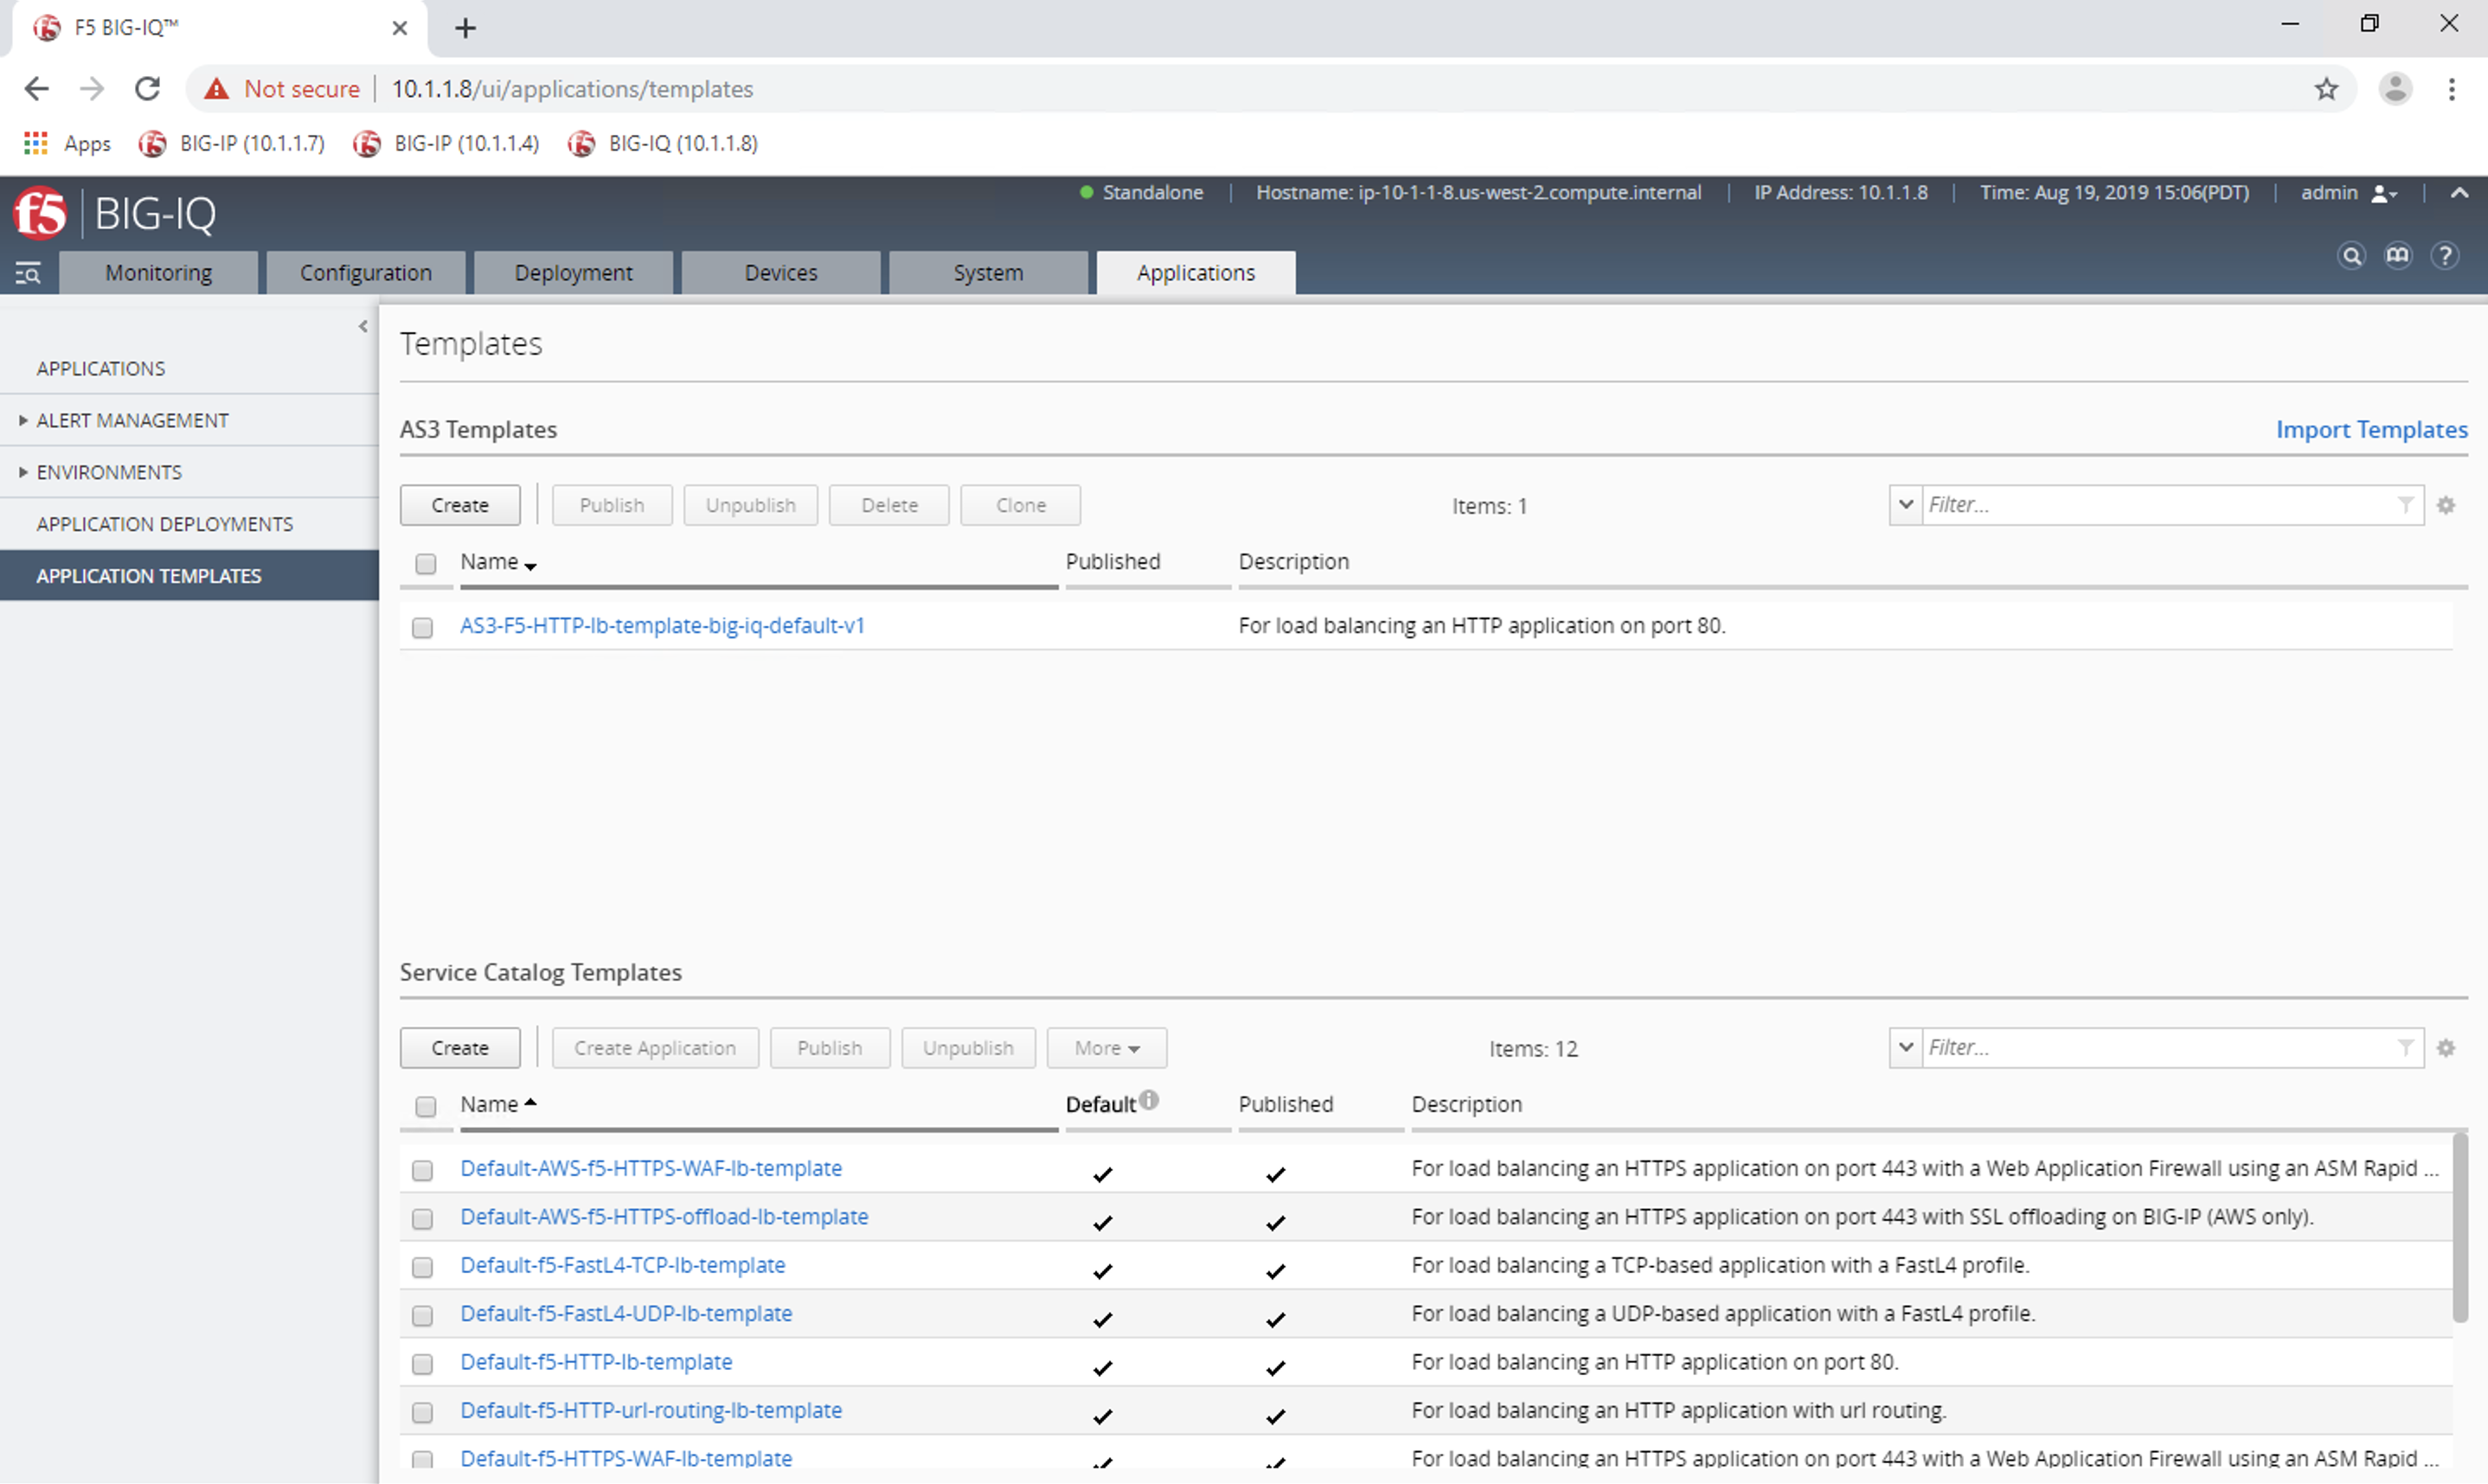 F5 BIG-IQ™
Not secure | 10.1.1.8/ui/applications/templates
Apps BIG-IP (10.1.1.7) BIG-IP (10.1.1.4) BIG-IQ (10.1.1.8)
Standalone | Hostname: ip-10-1-1-8.us-west-2.compute.internal | IP Address: 10.1.1.8 | Time: Aug 19, 2019 15:06(PDT) | admin
f5 BIG-IQ
Monitoring Configuration Deployment Devices System Applications
APPLICATIONS
ALERT MANAGEMENT
ENVIRONMENTS
APPLICATION DEPLOYMENTS
APPLICATION TEMPLATES
Templates
AS3 Templates Import Templates
Create Publish Unpublish Delete Clone Items: 1 Filter...
Name Published Description
AS3-F5-HTTP-lb-template-big-iq-default-v1 For load balancing an HTTP application on port 80.
Service Catalog Templates
Create Create Application Publish Unpublish More Items: 12 Filter...
Name Default Published Description
Default-AWS-f5-HTTPS-WAF-lb-template For load balancing an HTTPS application on port 443 with a Web Application Firewall using an ASM Rapid ...
Default-AWS-f5-HTTPS-offload-lb-template For load balancing an HTTPS application on port 443 with SSL offloading on BIG-IP (AWS only).
Default-f5-FastL4-TCP-lb-template For load balancing a TCP-based application with a FastL4 profile.
Default-f5-FastL4-UDP-lb-template For load balancing a UDP-based application with a FastL4 profile.
Default-f5-HTTP-lb-template For load balancing an HTTP application on port 80.
Default-f5-HTTP-url-routing-lb-template For load balancing an HTTP application with url routing.
Default-f5-HTTPS-WAF-lb-template For load balancing an HTTPS application on port 443 with a Web Application Firewall using an ASM Rapid ...